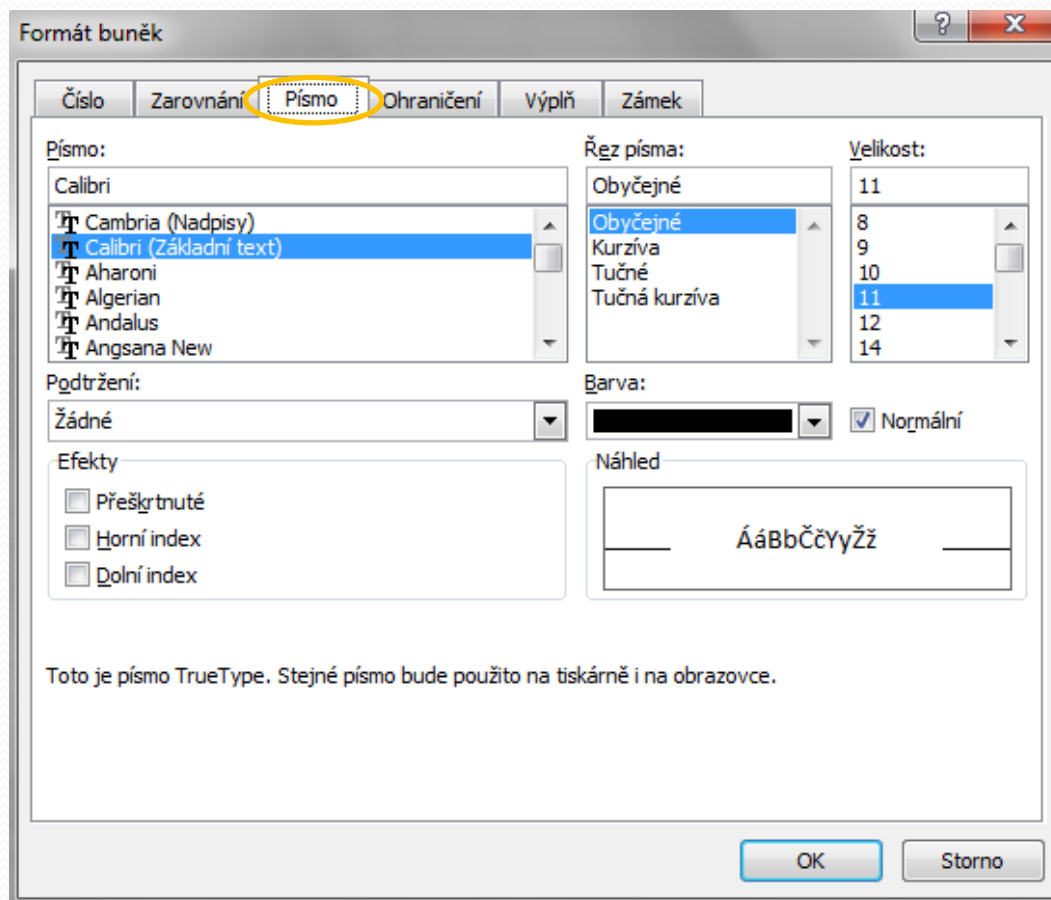 Formát buněk
Číslo Zarovnání Písmo Ohraničení Výplň Zámek
Písmo: Řez písma: Velikost:
Calibri Obyčejné 11
Cambria (Nadpisy) Obyčejné 8
Calibri (Základní text) Kurzíva 9
Aharoni Tučné 10
Algerian Tučná kurzíva 11
Andalus 12
Angsana New 14
Podtržení: Barva:
Žádné Normální
Efekty Náhled
Přeškrtnuté
Horní index ÁáBbČčYyŽž
Dolní index
Toto je písmo TrueType. Stejné písmo bude použito na tiskárně i na obrazovce.
OK Storno